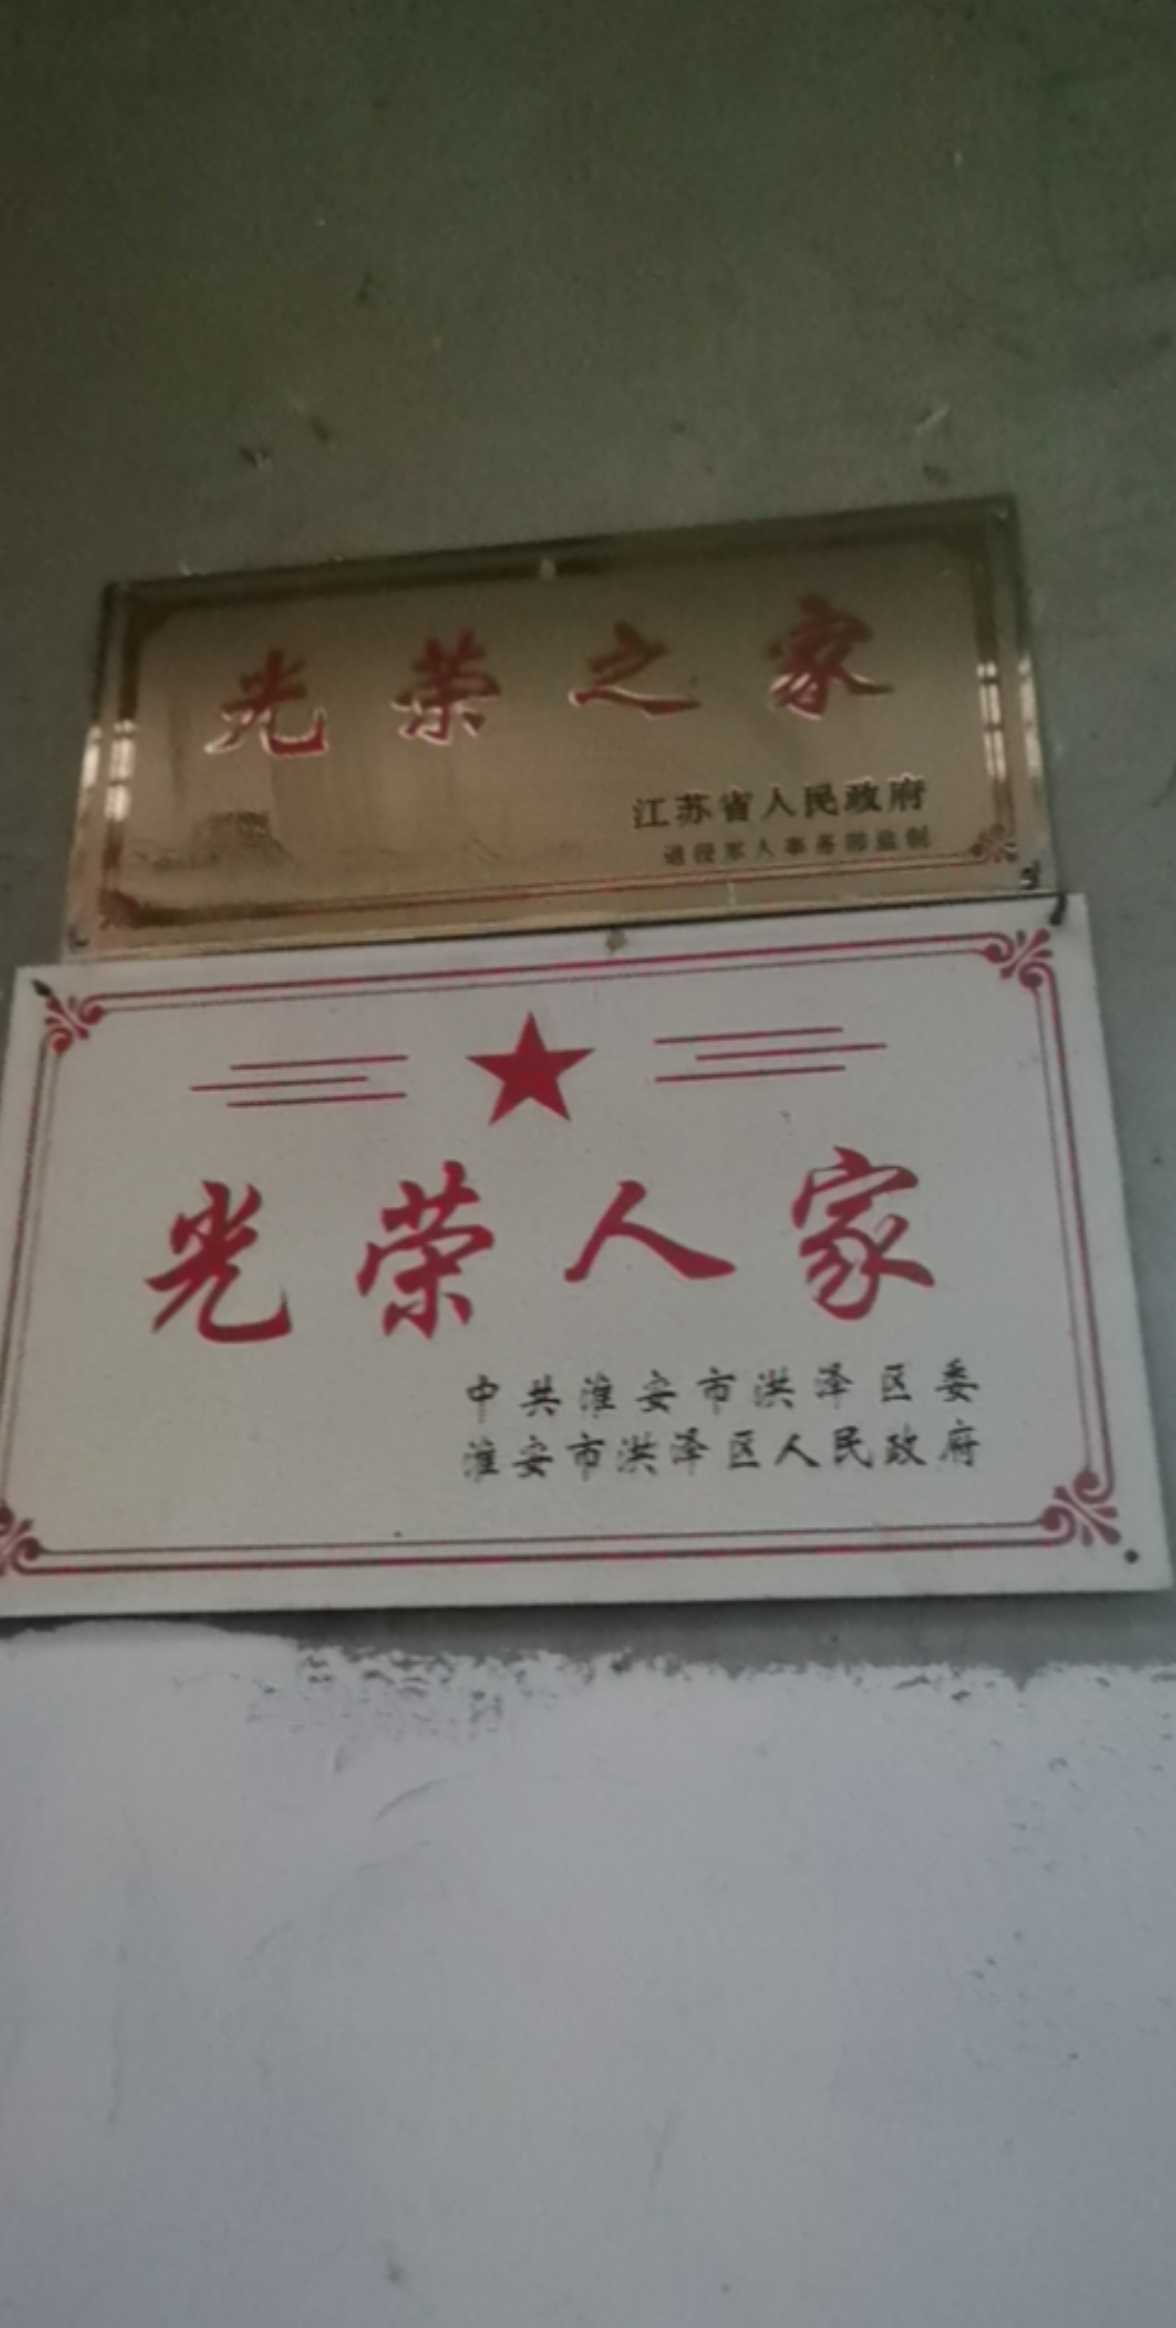 光荣之家
江苏省人民政府
退役军人事务部监制
光荣人家
中共淮安市洪泽区委
淮安市洪泽区人民政府